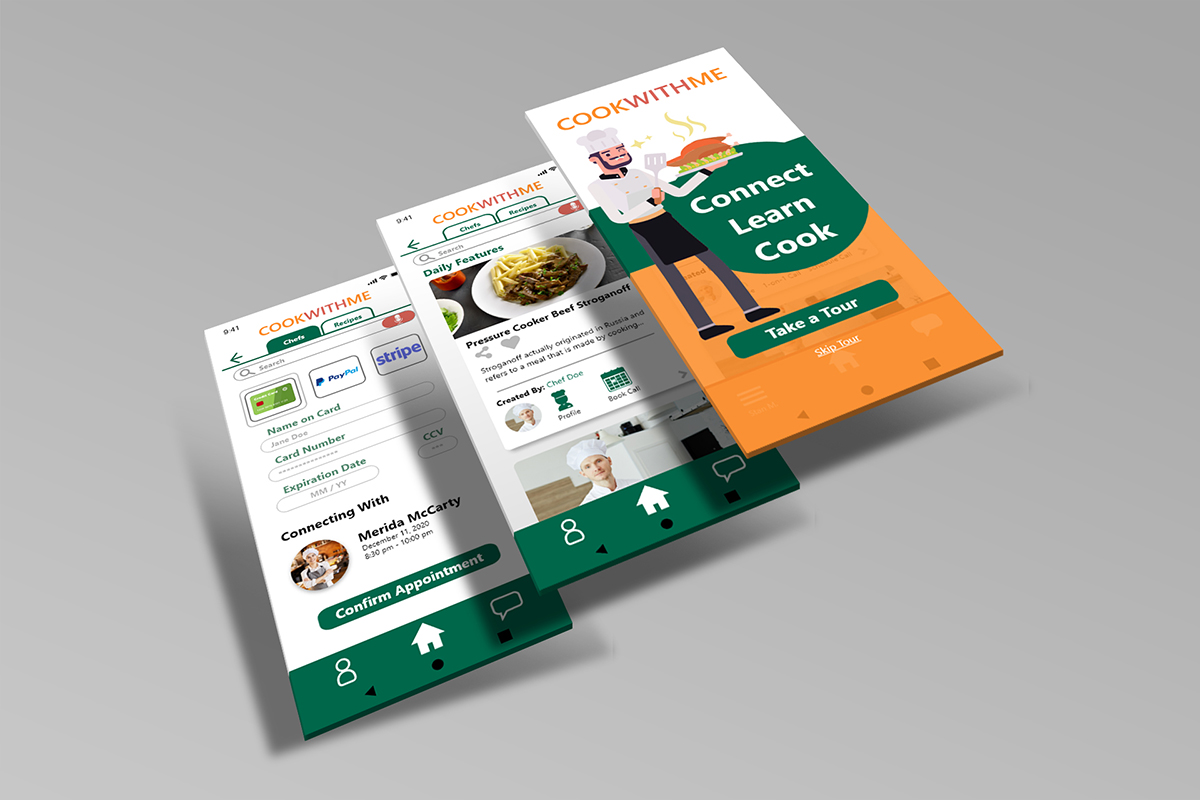 9:41
COOKWITHME
Chefs
Recipes
Search
Credit Card
PayPal
stripe
Name on Card
Jane Doe
Card Number
****************
CCV
***
Expiration Date
MM / YY
Connecting With
Merida McCarty
December 11, 2020
8:30 pm - 10:00 pm
Confirm Appointment
9:41
COOKWITHME
Chefs
Recipes
Search
Daily Features
Pressure Cooker Beef Stroganoff
Stroganoff actually originated in Russia and
refers to a meal that is made by cooking...
Created By: Chef Doe
Profile
Book Call
COOKWITHME
Connect
Learn
Cook
Take a Tour
Skip Tour
Sign In